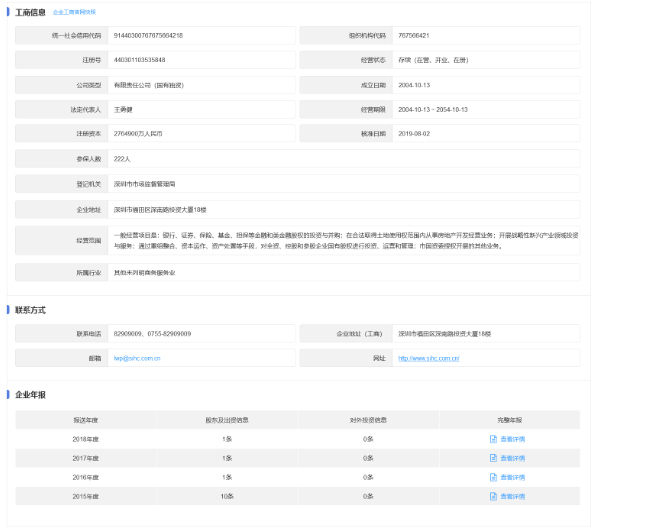 工商信息 企业工商官网快照
统一社会信用代码 91440300767675664218 组织机构代码 767566421
注册号 440301103535848 经营状态 存续（在营、开业、在册）
公司类型 有限责任公司（国有独资） 成立日期 2004-10-13
法定代表人 王勇健 经营期限 2004-10-13 ~ 2054-10-13
注册资本 2764900万人民币 核准日期 2019-08-02
参保人数 222人
登记机关 深圳市市场监督管理局
企业地址 深圳市福田区深南路投资大厦18楼
经营范围 一般经营项目是：银行、证券、保险、基金、担保等金融和类金融股权的投资与并购；在合法取得土地使用权范围内从事房地产开发经营业务；开展战略性新兴产业领域投资
与服务；通过重组整合、资本运作、资产处置等手段，对全资、控股和参股企业国有股权进行投资、运营和管理；市国资委授权开展的其他业务。
所属行业 其他未列明商务服务业
联系方式
联系电话 82909009、0755-82909009 企业地址（工商） 深圳市福田区深南路投资大厦18楼
邮箱 lwp@sihc.com.cn 网址 http://www.sihc.com.cn/
企业年报
报送年度 股东及出资信息 对外投资信息 完整年报
2018年度 1条 0条 查看详情
2017年度 1条 0条 查看详情
2016年度 1条 0条 查看详情
2015年度 10条 0条 查看详情